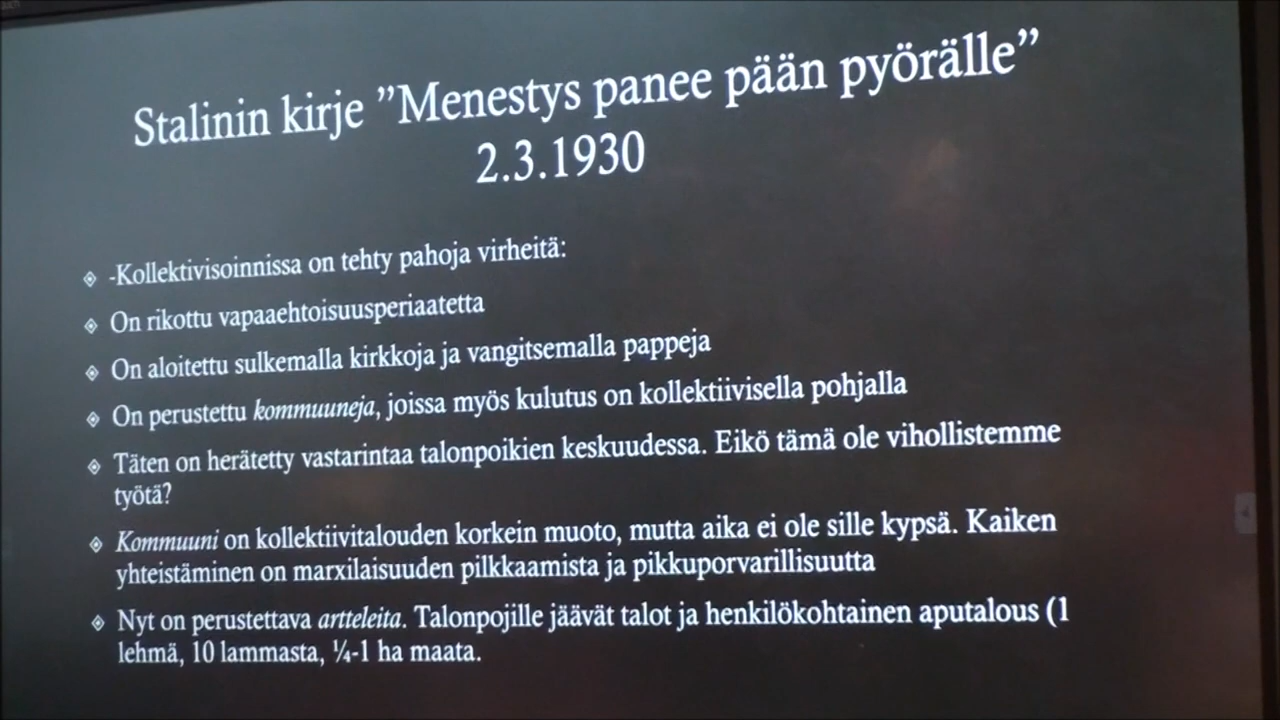 Stalinin kirje ”Menestys panee pään pyörälle”
2.3.1930
-Kollektivisoinnissa on tehty pahoja virheitä:
On rikottu vapaaehtoisuusperiaatetta
On aloitettu sulkemalla kirkkoja ja vangitsemalla pappeja
On perustettu kommuuneja, joissa myös kulutus on kollektiivisella pohjalla
Täten on herätetty vastarintaa talonpoikien keskuudessa. Eikö tämä ole vihollistemme
työtä?
Kommuuni on kollektiivitalouden korkein muoto, mutta aika ei ole sille kypsä. Kaiken
yhteistäminen on marxilaisuuden pilkkaamista ja pikkuporvarillisuutta
Nyt on perustettava artteleita. Talonpojille jäävät talot ja henkilökohtainen aputalous (1
lehmä, 10 lammasta, ¼-1 ha maata.